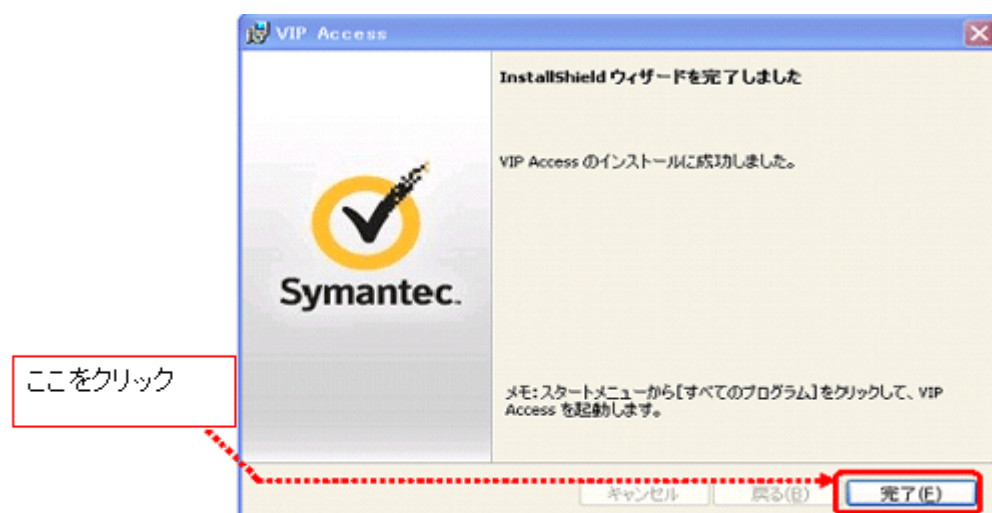 VIP Access
InstallShield ウィザードを完了しました
VIP Access のインストールに成功しました。
Symantec.
ここをクリック
メモ: スタートメニューから[すべてのプログラム]をクリックして、VIP
Access を起動します。
キャンセル
戻る(B)
完了(F)